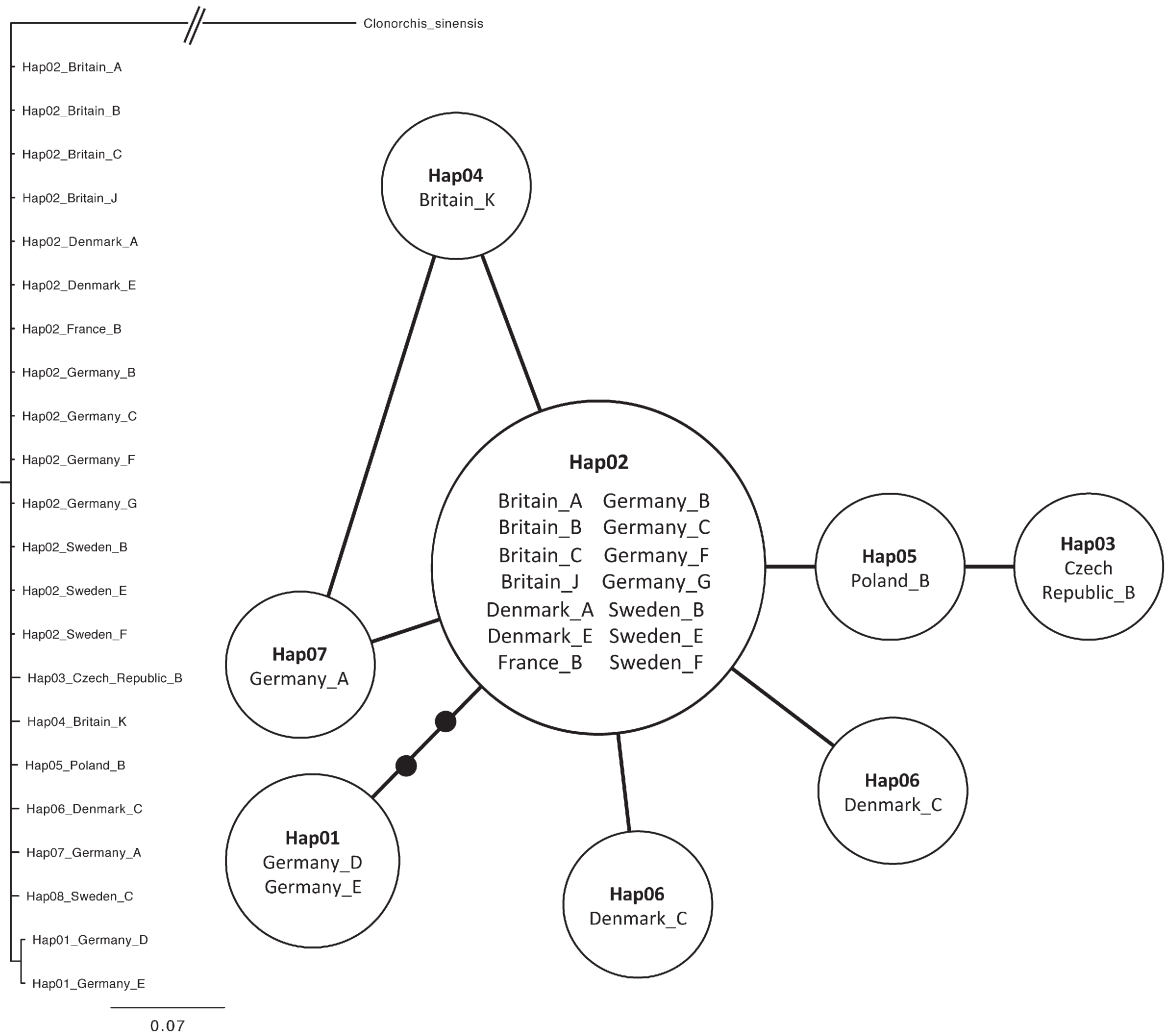 Clonorchis_sinensis
Hap02_Britain_A
Hap02_Britain_B
Hap02_Britain_C
Hap02_Britain_J
Hap02_Denmark_A
Hap02_Denmark_E
Hap02_France_B
Hap02_Germany_B
Hap02_Germany_C
Hap02_Germany_F
Hap02_Germany_G
Hap02_Sweden_B
Hap02_Sweden_E
Hap02_Sweden_F
Hap03_Czech_Republic_B
Hap04_Britain_K
Hap05_Poland_B
Hap06_Denmark_C
Hap07_Germany_A
Hap08_Sweden_C
Hap01_Germany_D
Hap01_Germany_E
0.07
Hap04
Britain_K
Hap02
Britain_A Germany_B
Britain_B Germany_C
Britain_C Germany_F
Britain_J Germany_G
Denmark_A Sweden_B
Denmark_E Sweden_E
France_B Sweden_F
Hap05
Poland_B
Hap03
Czech
Republic_B
Hap07
Germany_A
Hap01
Germany_D
Germany_E
Hap06
Denmark_C
Hap06
Denmark_C